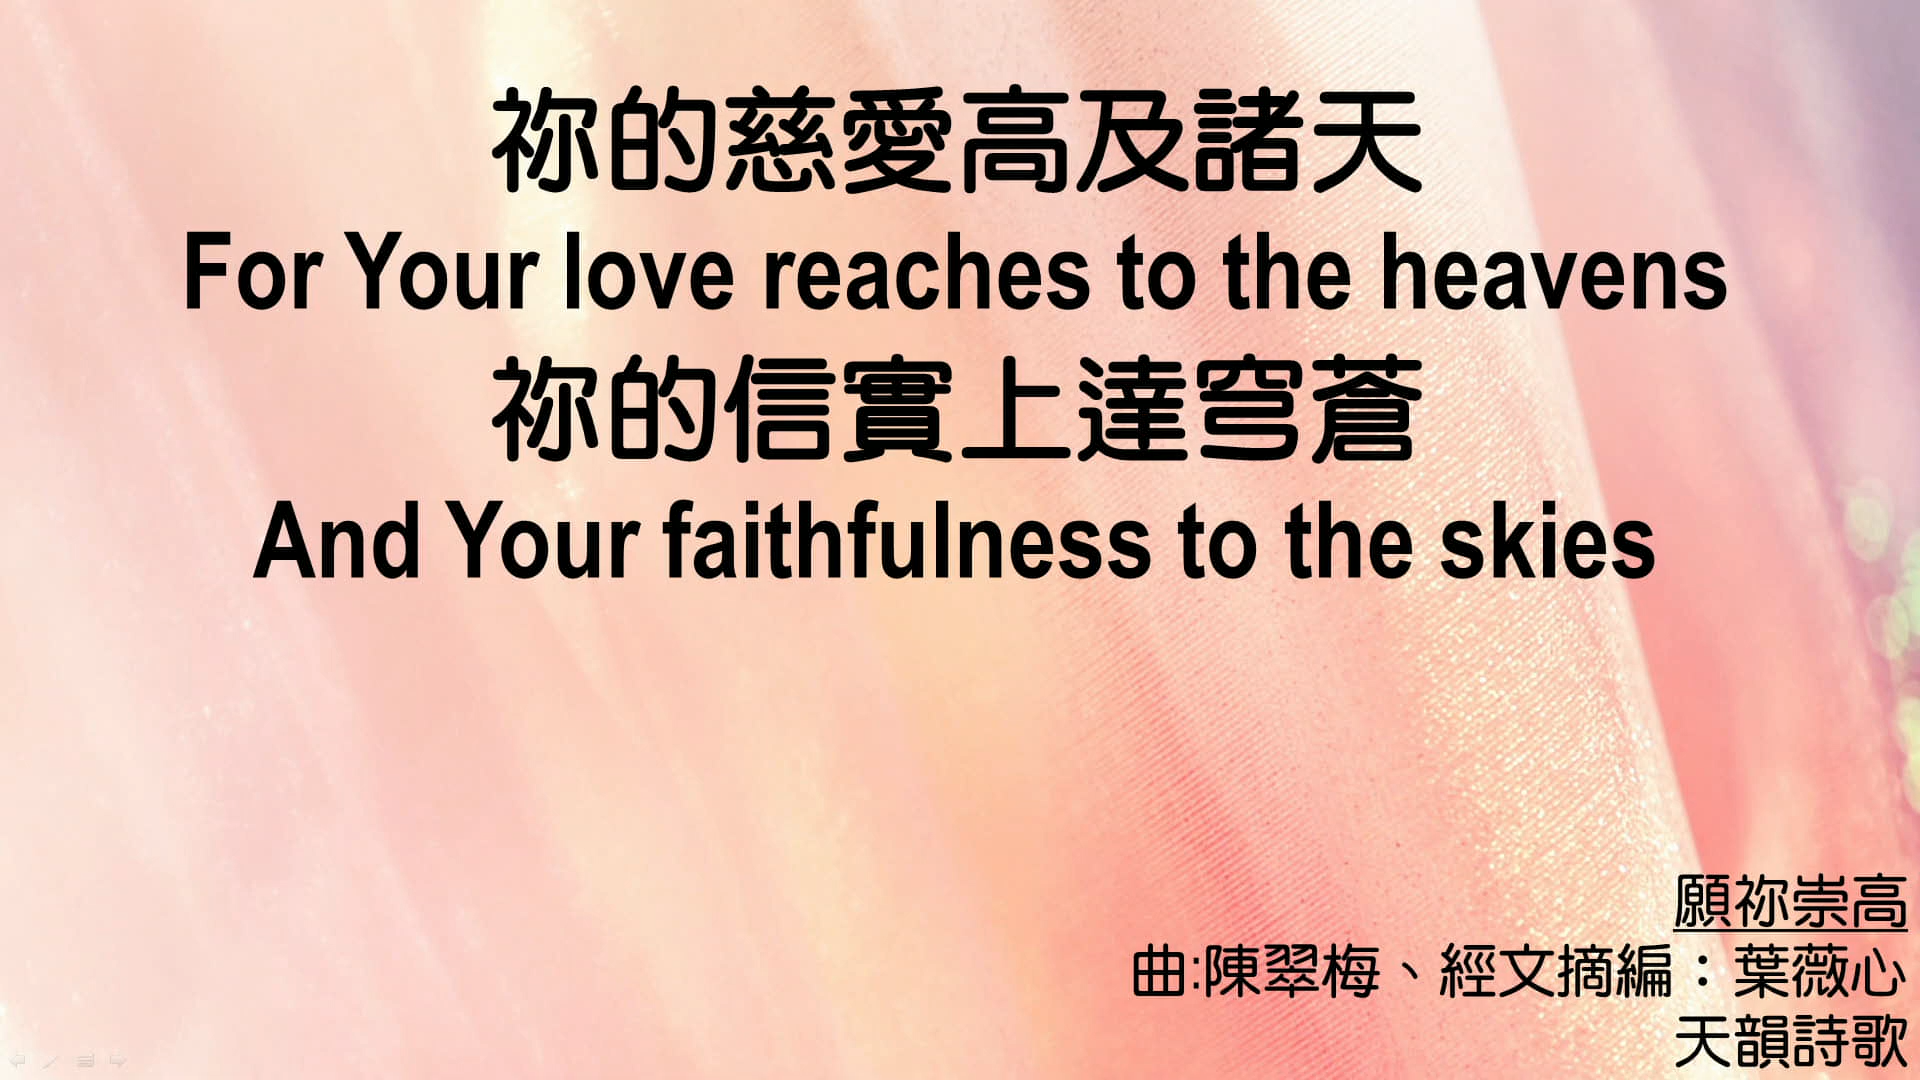 祢的慈愛高及諸天
For Your love reaches to the heavens
祢的信實上達穹蒼
And Your faithfulness to the skies
願祢崇高
曲:陳翠梅、經文摘編：葉薇心
天韻詩歌